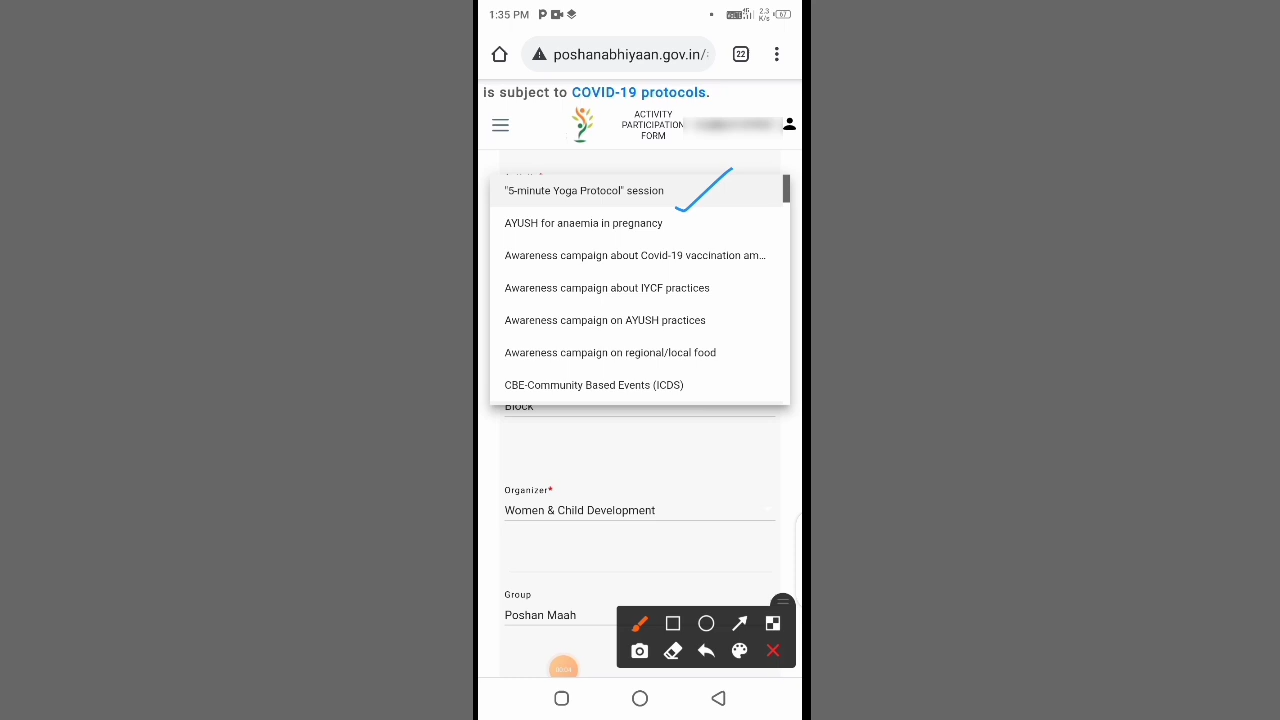 1:35 PM
2.3
K/s
67
poshanabhiyaan.gov.in/
22
is subject to COVID-19 protocols.
ACTIVITY
PARTICIPATION
FORM
"5-minute Yoga Protocol" session
AYUSH for anaemia in pregnancy
Awareness campaign about Covid-19 vaccination am...
Awareness campaign about IYCF practices
Awareness campaign on AYUSH practices
Awareness campaign on regional/local food
CBE-Community Based Events (ICDS)
Block
Organizer*
Women & Child Development
Group
Poshan Maah